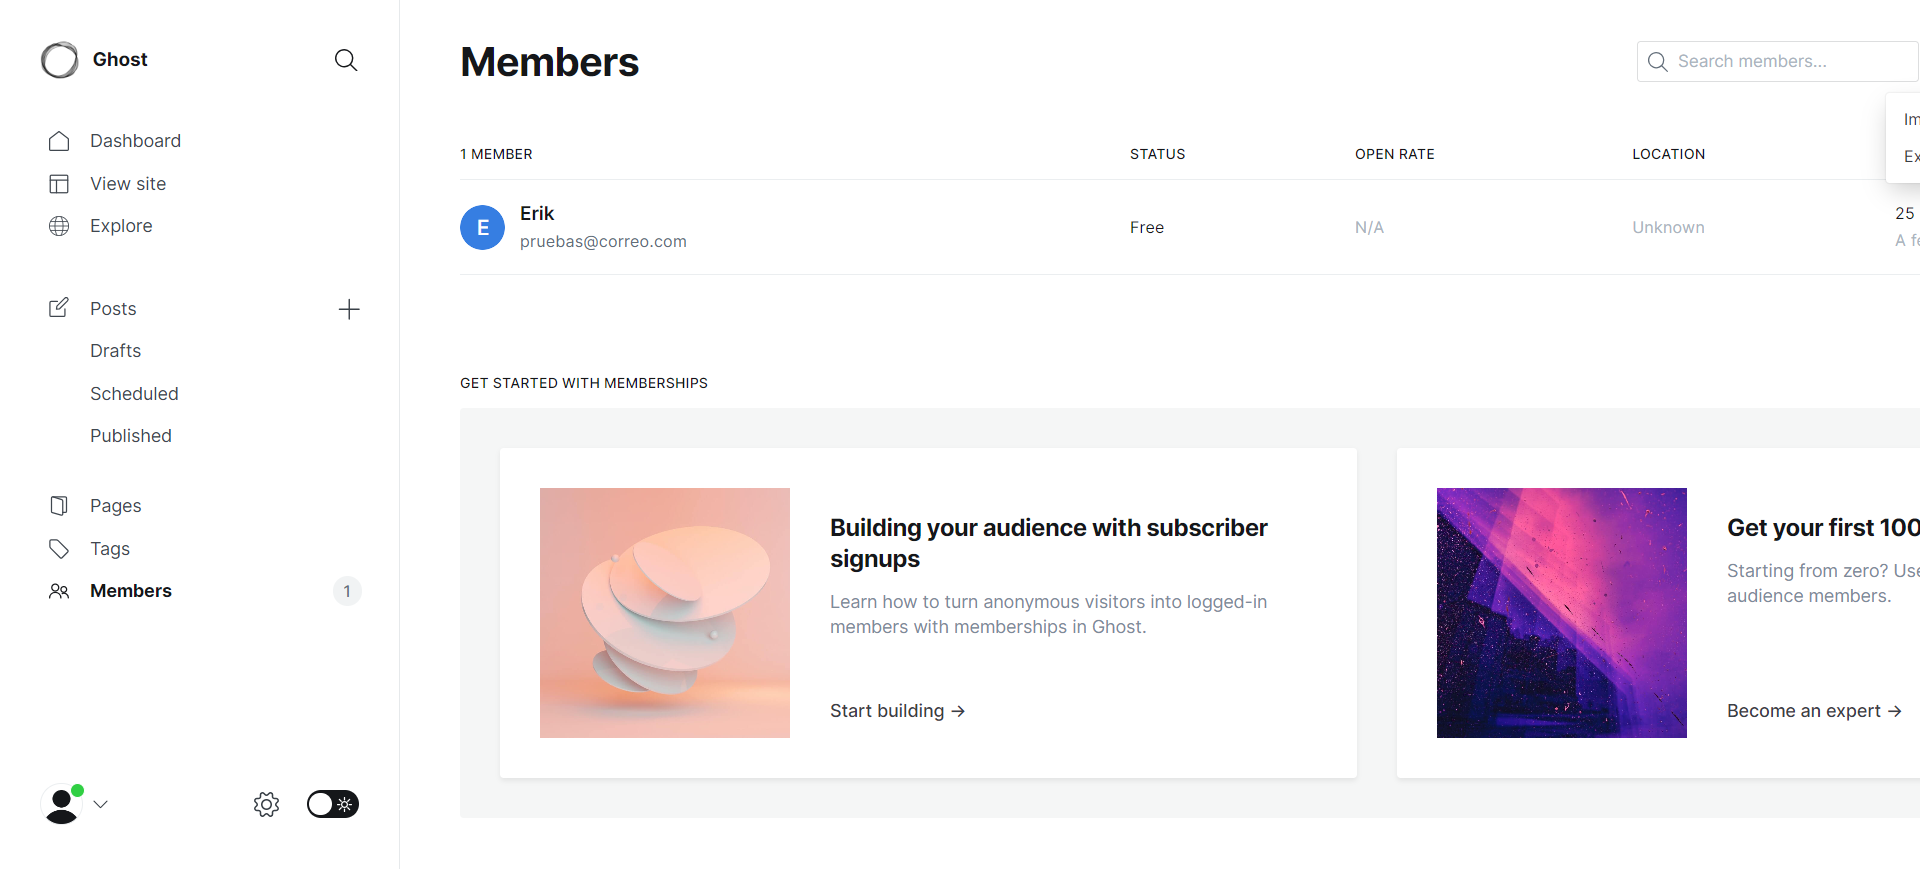 Ghost
Dashboard
View site
Explore
Posts
Drafts
Scheduled
Published
Pages
Tags
Members
1
Members
Search members...
1 MEMBER
STATUS
OPEN RATE
LOCATION
E
Erik
pruebas@correo.com
Free
N/A
Unknown
25
GET STARTED WITH MEMBERSHIPS
Building your audience with subscriber
signups
Learn how to turn anonymous visitors into logged-in
members with memberships in Ghost.
Start building →
Get your first 100
Starting from zero? Use
audience members.
Become an expert →